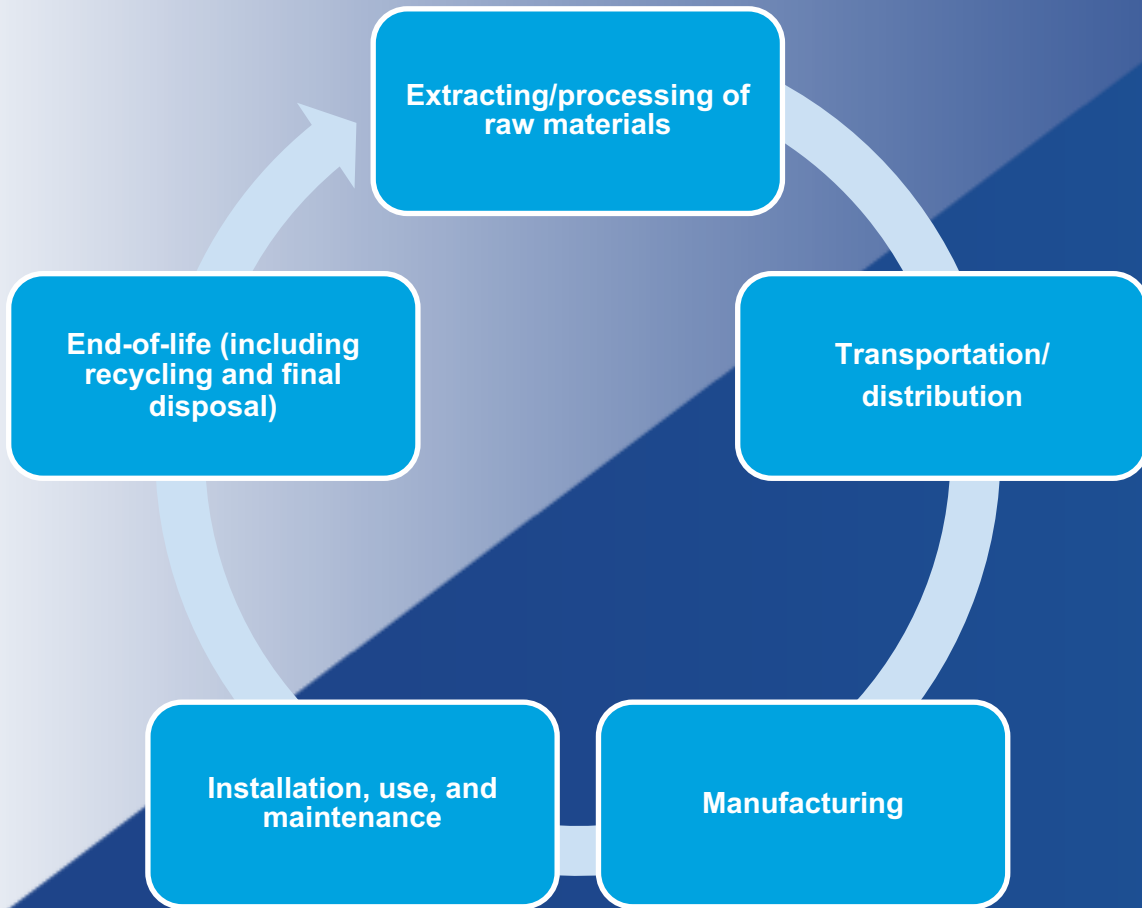 Extracting/processing of
raw materials
Transportation/
distribution
Manufacturing
Installation, use, and
maintenance
End-of-life (including
recycling and final
disposal)